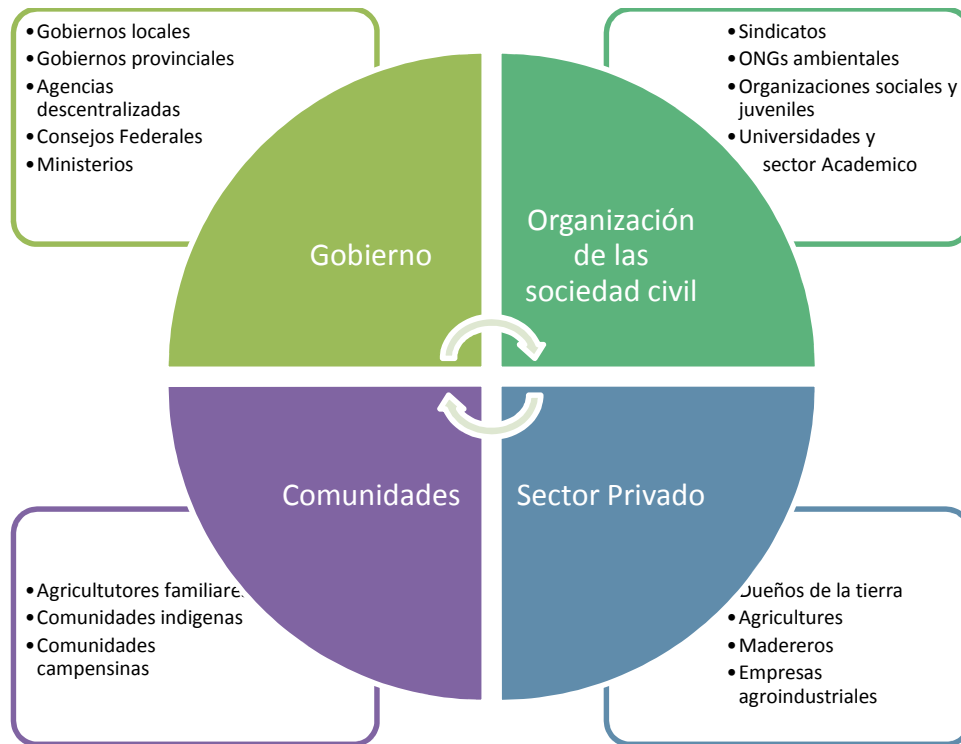 •Gobiernos locales
•Gobiernos provinciales
•Agencias
descentralizadas
•Consejos Federales
•Ministerios
•Sindicatos
•ONGs ambientales
•Organizaciones sociales y
juveniles
•Universidades y
sector Academico
Gobierno
Organización
de las
sociedad civil
Comunidades
Sector Privado
•Agricultutores familiares
•Comunidades indigenas
•Comunidades
campensinas
Dueños de la tierra
•Agricultures
•Madereros
•Empresas
agroindustriales